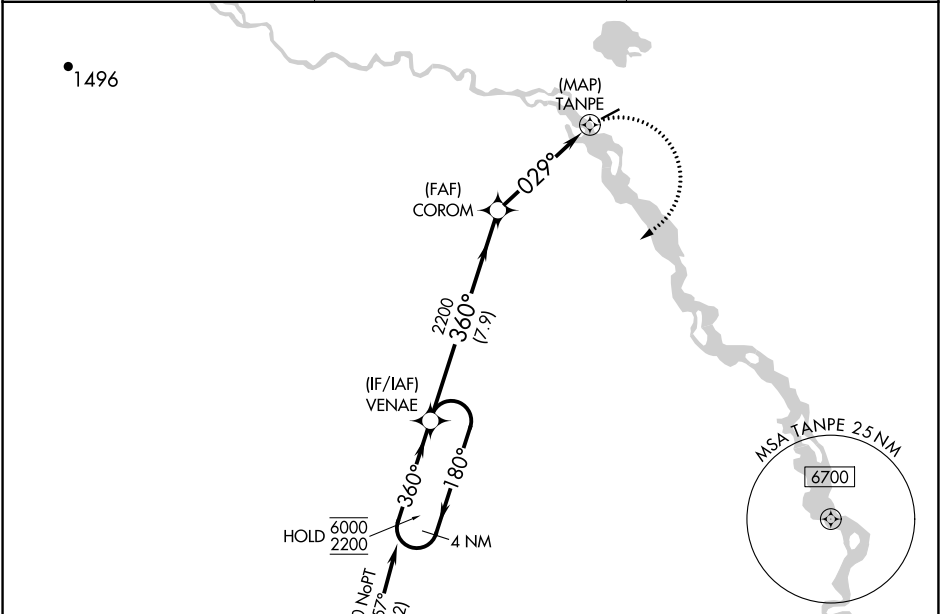 1496
(MAP)
TANPE
029°
(FAF)
COROM
2200
360°
(7.9)
(IF/IAF)
VENAE
360°
180°
HOLD 6000
2200
4 NM
NoPT
MSA TANPE 25 NM
6700